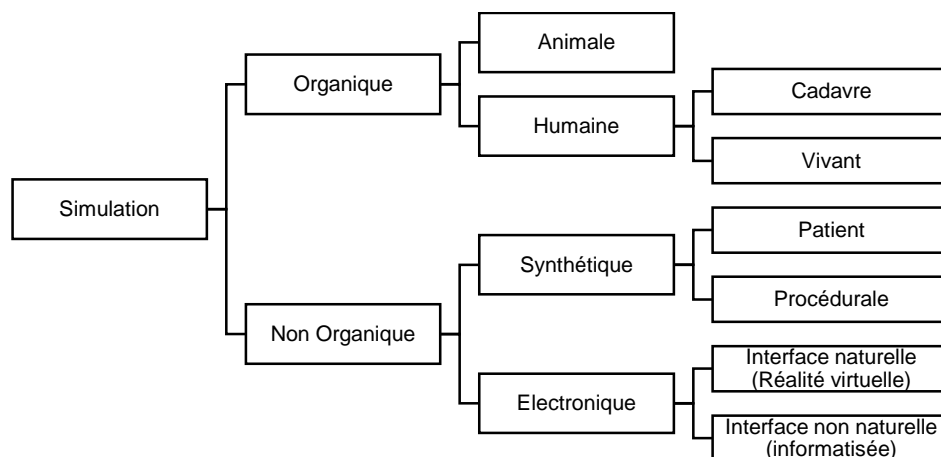 Animale
Organique
Cadavre
Humaine
Vivant
Simulation
Patient
Synthétique
Procédurale
Non Organique
Interface naturelle
(Réalité virtuelle)
Electronique
Interface non naturelle
(informatisée)